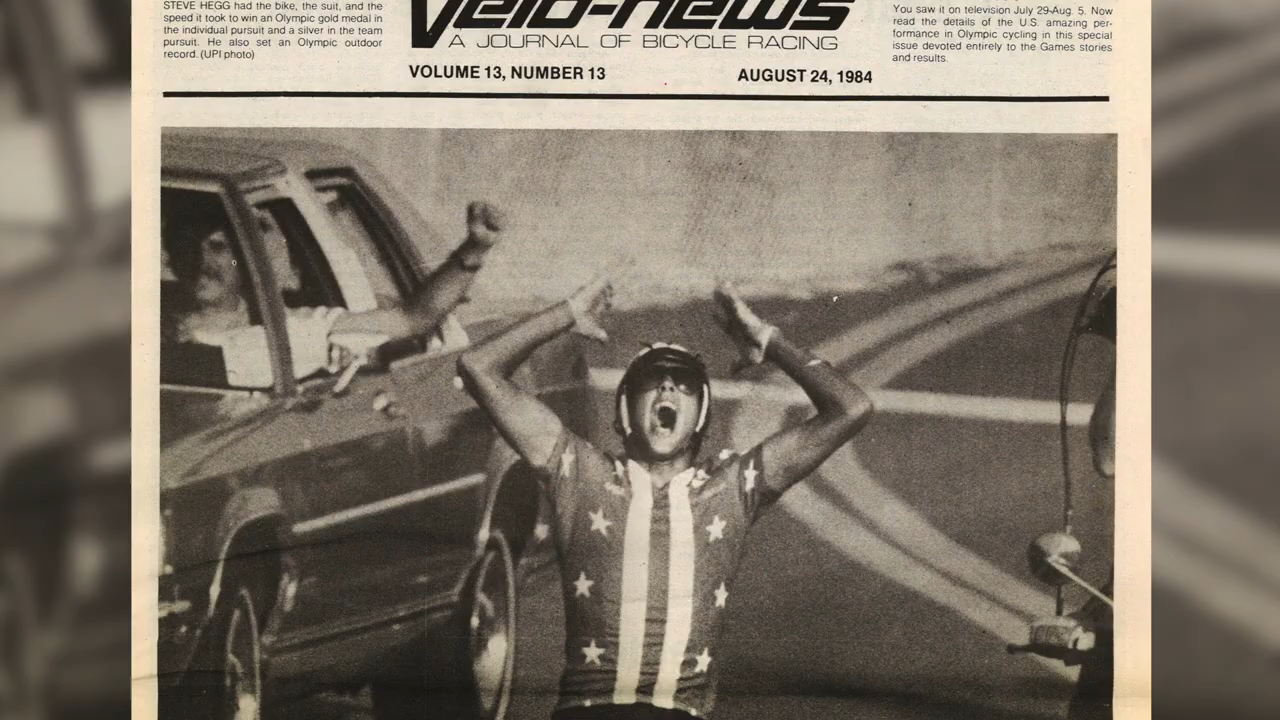 STEVE HEGG had the bike, the suit, and the
speed it took to win an Olympic gold medal in
the individual pursuit and a silver in the team
pursuit. He also set an Olympic outdoor
record. (UPI photo)
Velo-news
A JOURNAL OF BICYCLE RACING
VOLUME 13, NUMBER 13
AUGUST 24, 1984
You saw it on television July 29-Aug. 5. Now
read the details of the U.S. amazing per-
formance in Olympic cycling in this special
issue devoted entirely to the Games stories
and results.